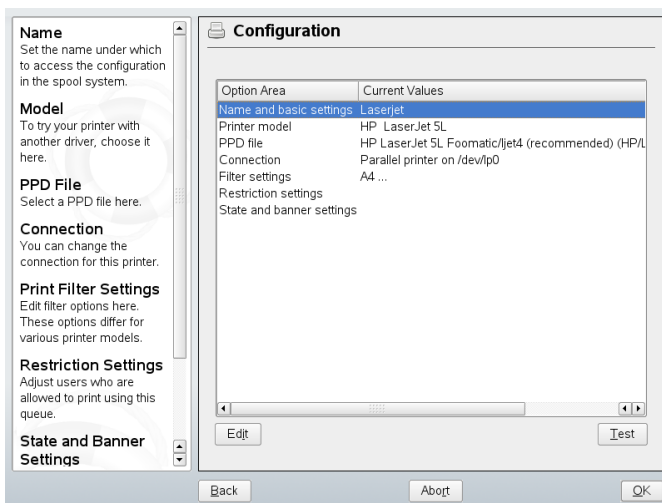 Name
Set the name under which
to access the configuration
in the spool system.
Model
To try your printer with
another driver, choose it
here.
PPD File
Select a PPD file here.
Connection
You can change the
connection for this printer.
Print Filter Settings
Edit filter options here.
These options differ for
various printer models.
Restriction Settings
Adjust users who are
allowed to print using this
queue.
State and Banner
Settings
Configuration
Option Area Current Values
Name and basic settings Laserjet
Printer model HP LaserJet 5L
PPD file HP LaserJet 5L Foomatic/ljet4 (recommended) (HP/L
Connection Parallel printer on /dev/lp0
Filter settings A4 ...
Restriction settings
State and banner settings
Edit Test
Back Abort OK